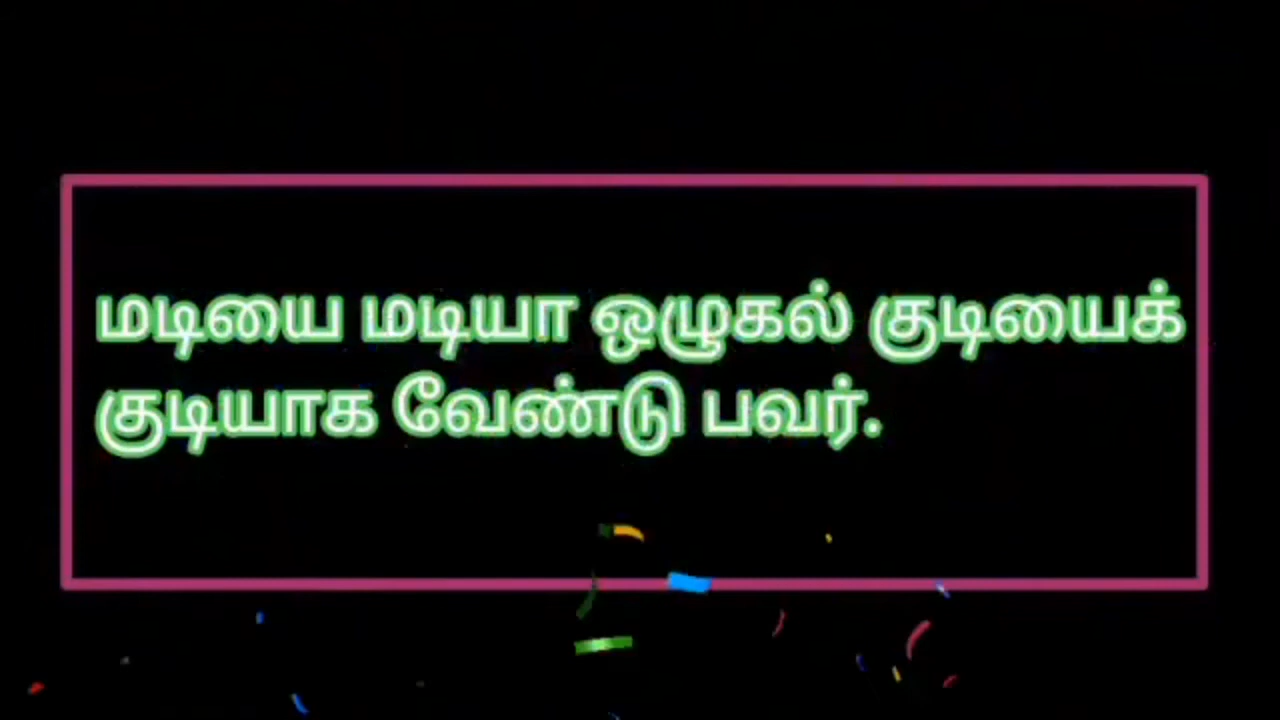 மடியை மடியா ஒழுகல் குடியைக்
குடியாக வேண்டு பவர்.